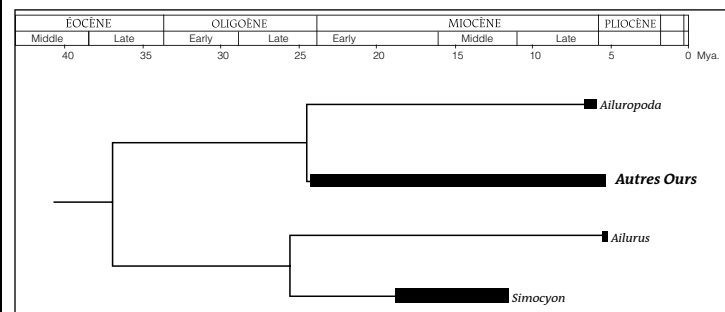 ÉOCÈNE OLIGOÈNE MIOCÈNE PLIOCÈNE
Middle Late Early Late Early Middle Late
40 35 30 25 20 15 10 5 0 Mya.
Ailuropoda
Autres Ours
Ailurus
Simocyon